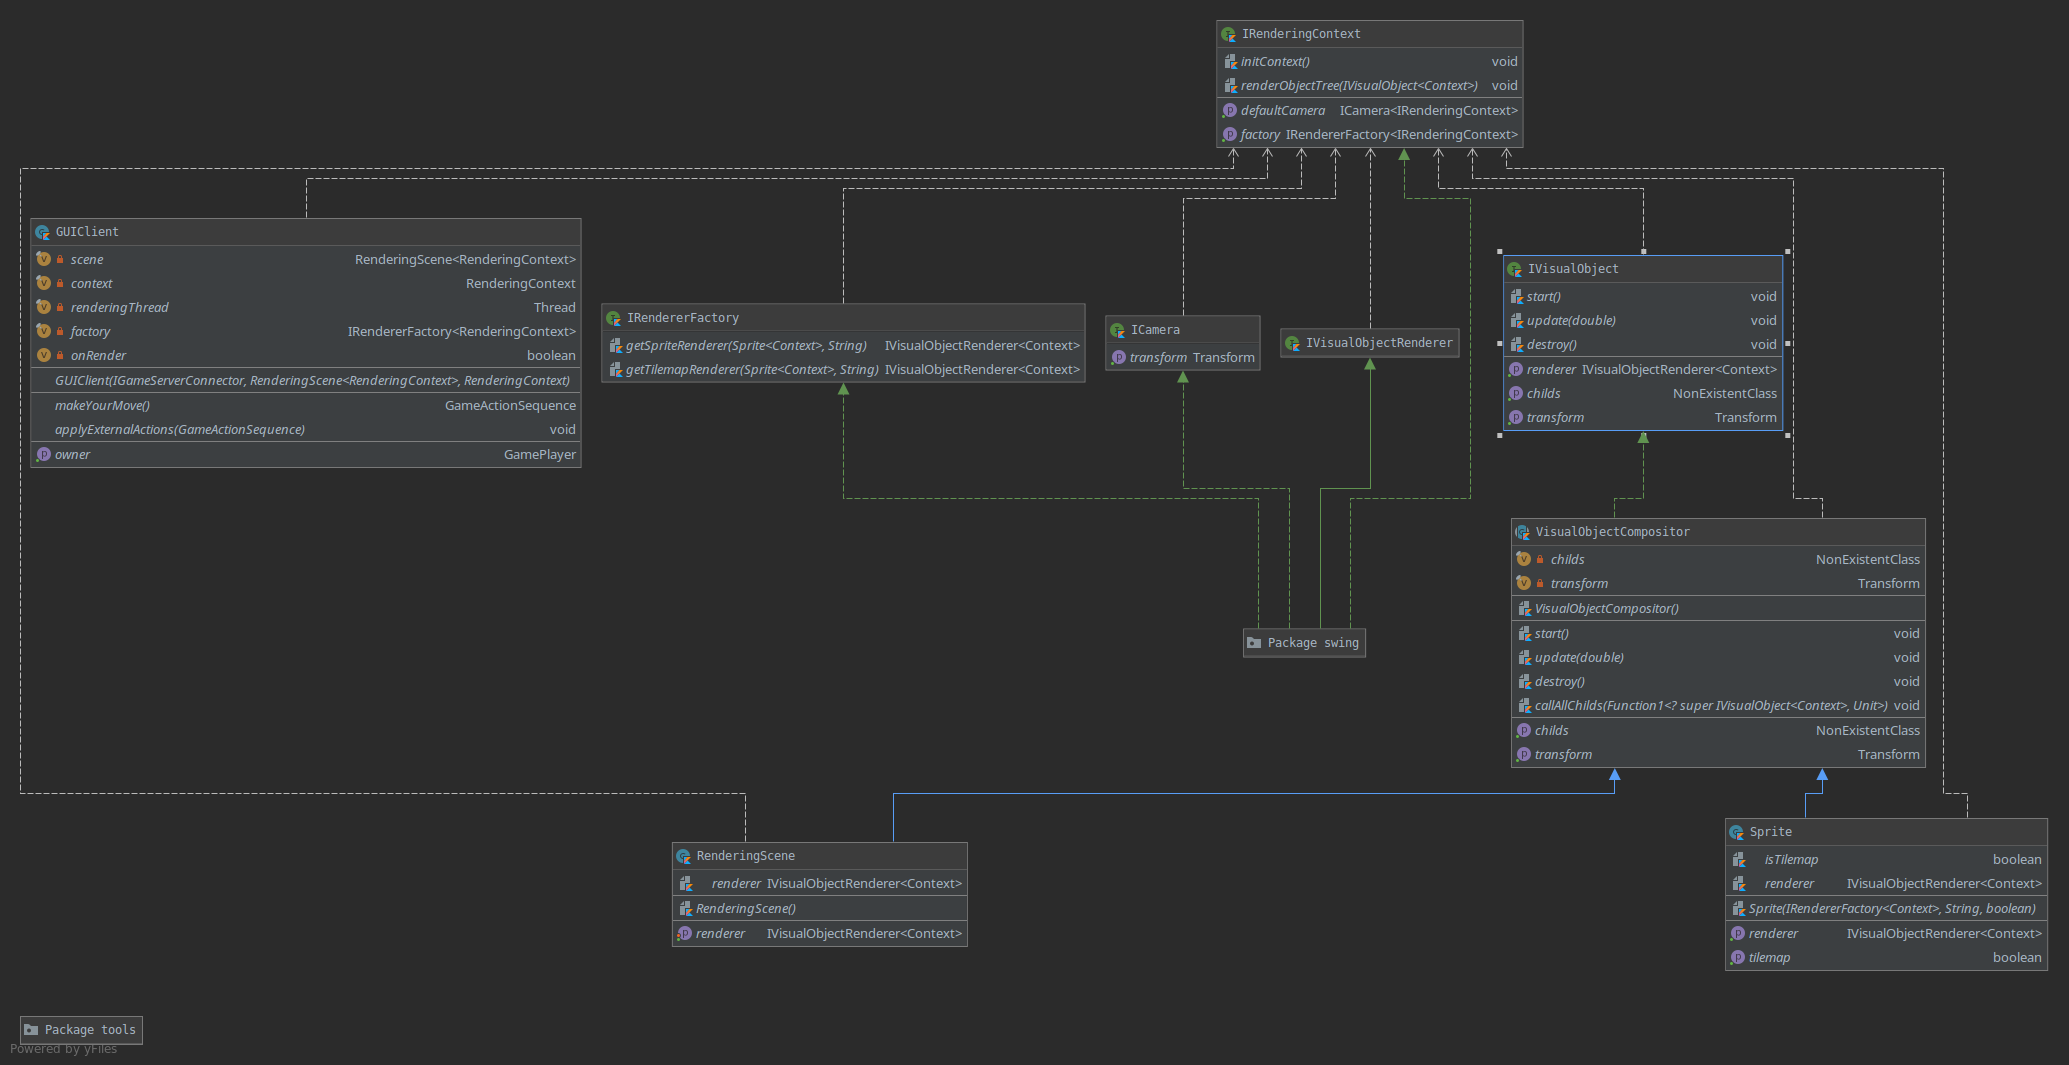 IRenderingContext
initContext() void
renderObjectTree(IVisualObject<Context>) void
defaultCamera ICamera<IRenderingContext>
factory IRendererFactory<IRenderingContext>
GUIClient
scene RenderingScene<RenderingContext>
context RenderingContext
renderingThread Thread
factory IRendererFactory<RenderingContext>
onRender boolean
GUIClient(IGameServerConnector, RenderingScene<RenderingContext>, RenderingContext)
makeYourMove() GameActionSequence
applyExternalActions(GameActionSequence) void
owner GamePlayer
IRendererFactory
getSpriteRenderer(Sprite<Context>, String) IVisualObjectRenderer<Context>
getTilemapRenderer(Sprite<Context>, String) IVisualObjectRenderer<Context>
ICamera
transform Transform
IVisualObjectRenderer
IVisualObject
start() void
update(double) void
destroy() void
renderer IVisualObjectRenderer<Context>
childs NonExistentClass
transform Transform
VisualObjectCompositor
childs NonExistentClass
transform Transform
VisualObjectCompositor()
start() void
update(double) void
destroy() void
callAllChilds(Function1<? super IVisualObject<Context>, Unit>) void
childs NonExistentClass
transform Transform
Package swing
RenderingScene
renderer IVisualObjectRenderer<Context>
RenderingScene()
renderer IVisualObjectRenderer<Context>
Sprite
isTilemap boolean
renderer IVisualObjectRenderer<Context>
Sprite(IRendererFactory<Context>, String, boolean)
renderer IVisualObjectRenderer<Context>
tilemap boolean
Package tools
Powered by yFiles